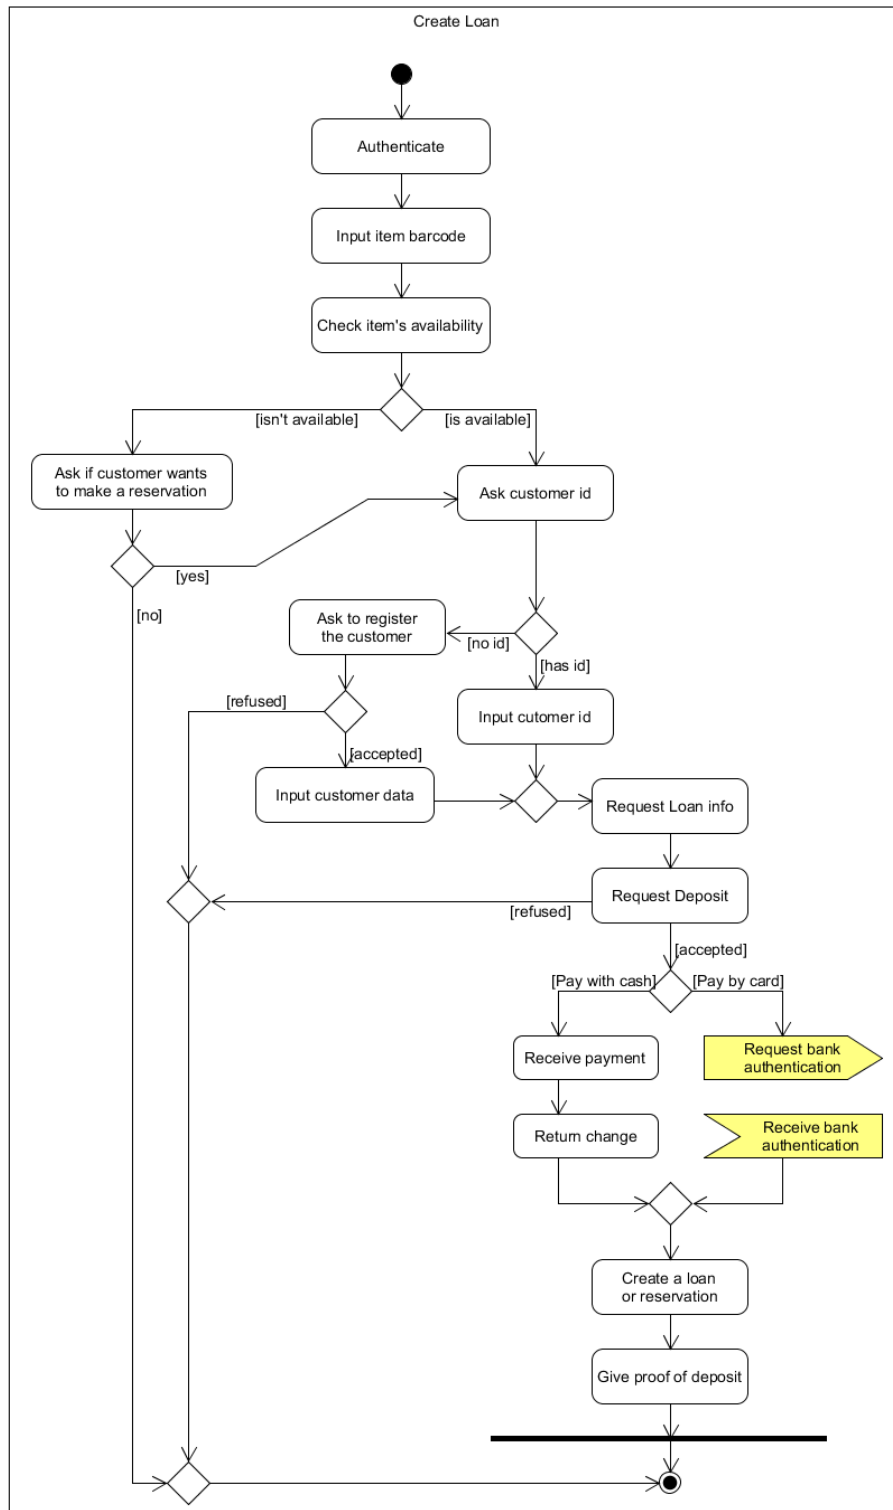 Create Loan
Authenticate
Input item barcode
Check item's availability
[isn't available]
[is available]
Ask if customer wants
to make a reservation
Ask customer id
[yes]
[no]
Ask to register
the customer
[no id]
[has id]
[refused]
Input cutomer id
[accepted]
Input customer data
Request Loan info
Request Deposit
[refused]
[accepted]
[Pay with cash]
[Pay by card]
Receive payment
Request bank
authentication
Return change
Receive bank
authentication
Create a loan
or reservation
Give proof of deposit